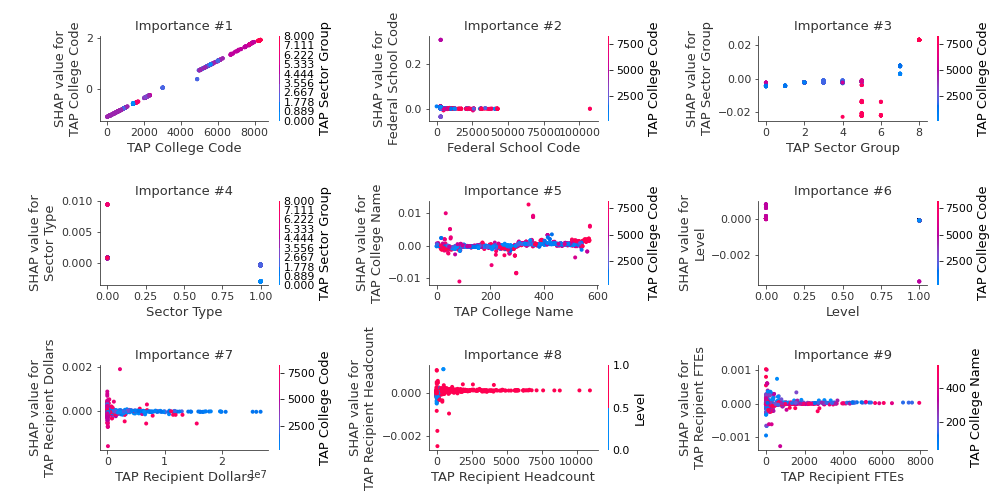 Importance #1
SHAP value for
TAP College Code
2
0
0 2000 4000 6000 8000
TAP College Code
8.000
7.111
6.222
5.333
4.444
3.556
2.667
1.778
0.889
0.000
TAP Sector Group
Importance #2
SHAP value for
Federal School Code
0.2
0.0
0 25000 50000 75000 100000
Federal School Code
7500
5000
2500
TAP College Code
Importance #3
SHAP value for
TAP Sector Group
0.02
0.00
−0.02
0 2 4 6 8
TAP Sector Group
7500
5000
2500
TAP College Code
Importance #4
SHAP value for
Sector Type
0.010
0.005
0.000
0.00 0.25 0.50 0.75 1.00
Sector Type
8.000
7.111
6.222
5.333
4.444
3.556
2.667
1.778
0.889
0.000
TAP Sector Group
Importance #5
SHAP value for
TAP College Name
0.01
0.00
−0.01
0 200 400 600
TAP College Name
7500
5000
2500
TAP College Code
Importance #6
SHAP value for
Level
0.000
−0.002
0.00 0.25 0.50 0.75 1.00
Level
7500
5000
2500
TAP College Code
Importance #7
SHAP value for
TAP Recipient Dollars
0.002
0.000
0 1 2
1e7
TAP Recipient Dollars
7500
5000
2500
TAP College Code
Importance #8
SHAP value for
TAP Recipient Headcount
0.000
−0.002
0 2500 5000 7500 10000
TAP Recipient Headcount
1.0
0.5
0.0
Level
Importance #9
SHAP value for
TAP Recipient FTEs
0.001
0.000
−0.001
0 2000 4000 6000 8000
TAP Recipient FTEs
400
200
TAP College Name